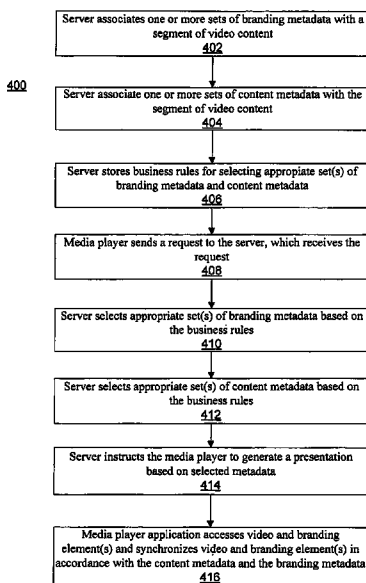 Server associates one or more sets of branding metadata with a
segment of video content
402
400
Server associate one or more sets of content metadata with the
segment of video content
404
Server stores business rules for selecting appropiate set(s) of
branding metadata and content metadata
406
Media player sends a request to the server, which receives the
request
408
Server selects appropriate set(s) of branding metadata based on
the business rules
410
Server selects appropriate set(s) of content metadata based on
the business rules
412
Server instructs the media player to generate a presentation
based on selected metadata
414
Media player application accesses video and branding
element(s) and synchronizes video and branding element(s) in
accordance with the content metadata and the branding metadata
416